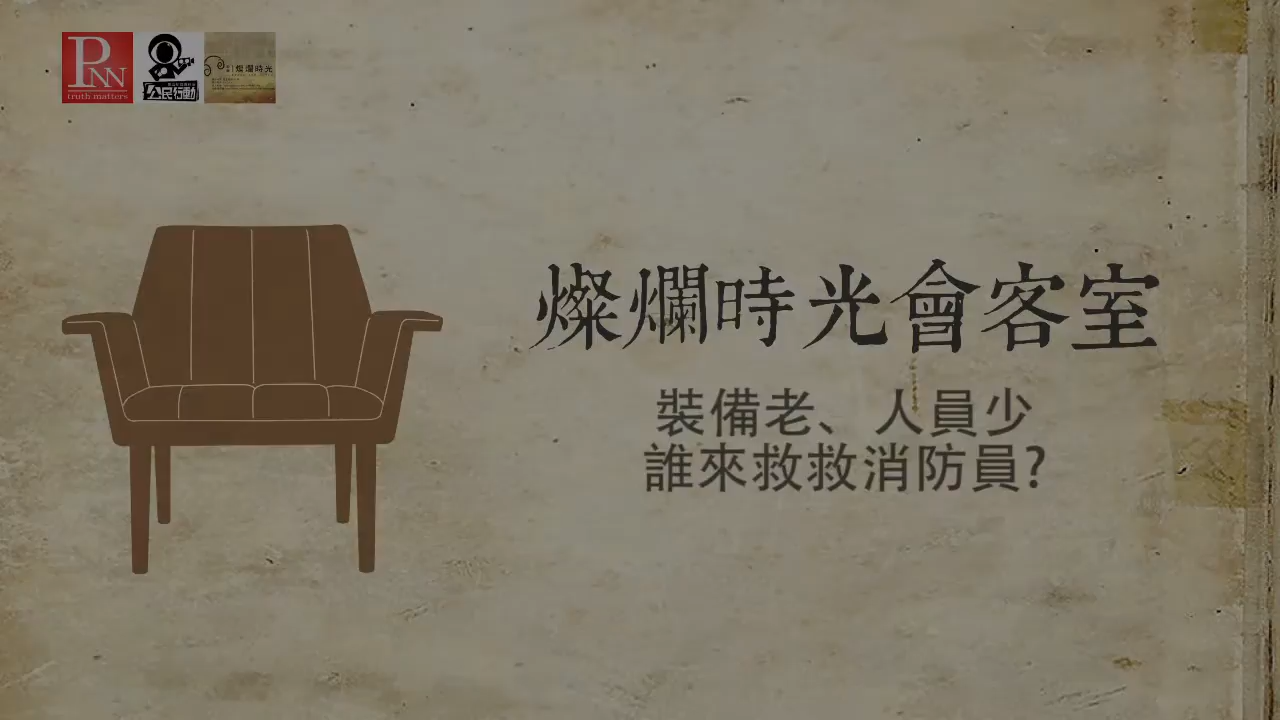 PNN
truth matters
公民行動
燦爛時光
燦爛時光會客室
裝備老、人員少
誰來救救消防員?